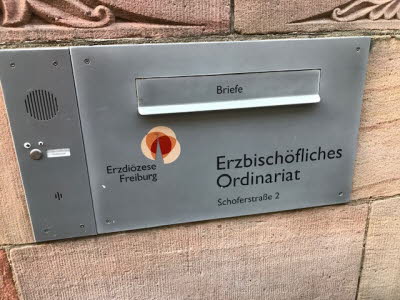 Briefe
Erzdiözese
Freiburg
Erzbischöfliches
Ordinariat
Schoferstraße 2